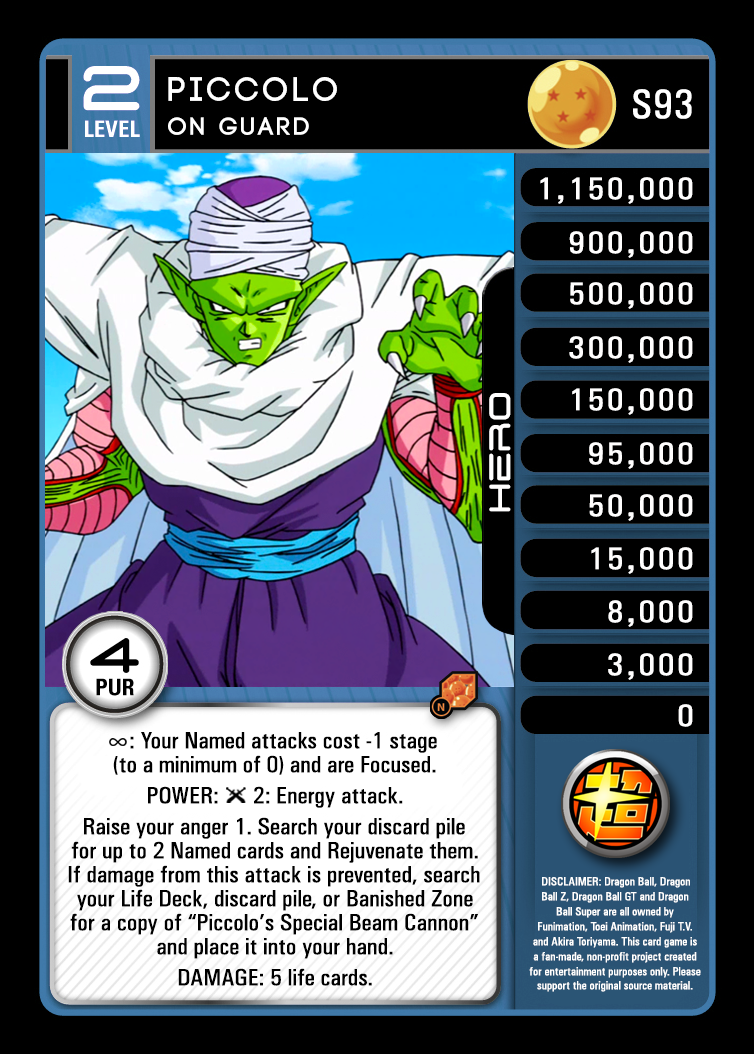 2
LEVEL
PICCOLO
ON GUARD
S93
1,150,000
900,000
500,000
300,000
150,000
95,000
50,000
15,000
8,000
3,000
0
HERO
4
PUR
N
∞: Your Named attacks cost -1 stage
(to a minimum of 0) and are Focused.
POWER: 2: Energy attack.
Raise your anger 1. Search your discard pile
for up to 2 Named cards and Rejuvenate them.
If damage from this attack is prevented, search
your Life Deck, discard pile, or Banished Zone
for a copy of “Piccolo’s Special Beam Cannon”
and place it into your hand.
DAMAGE: 5 life cards.
超
DISCLAIMER: Dragon Ball, Dragon
Ball Z, Dragon Ball GT and Dragon
Ball Super are all owned by
Funimation, Toei Animation, Fuji T.V.
and Akira Toriyama. This card game is
a fan-made, non-profit project created
for entertainment purposes only. Please
support the original source material.